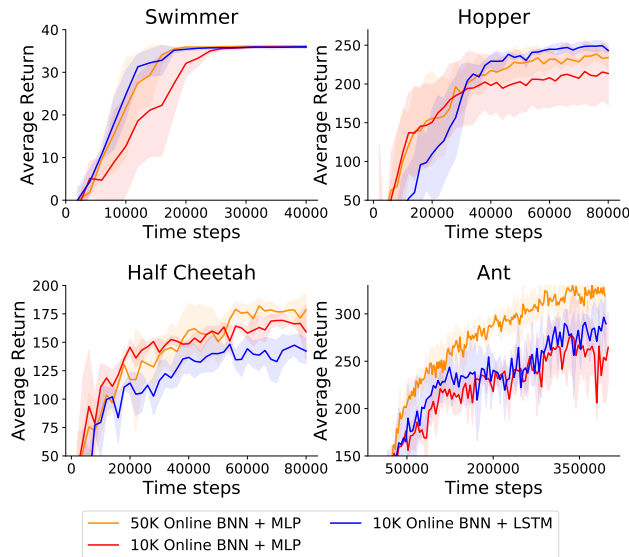 Swimmer
Hopper
Average Return
40
30
20
10
0
0 10000 20000 30000 40000
Time steps
Average Return
250
200
150
100
50
0 20000 40000 60000 80000
Time steps
Half Cheetah
Ant
Average Return
200
175
150
125
100
75
50
0 20000 40000 60000 80000
Time steps
Average Return
300
250
200
150
50000 200000 350000
Time steps
50K Online BNN + MLP
10K Online BNN + LSTM
10K Online BNN + MLP